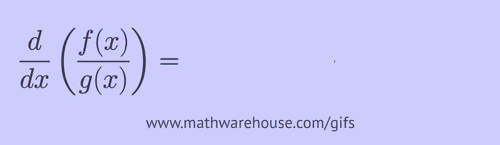 d/dx (f(x)/g(x)) =
www.mathwarehouse.com/gifs